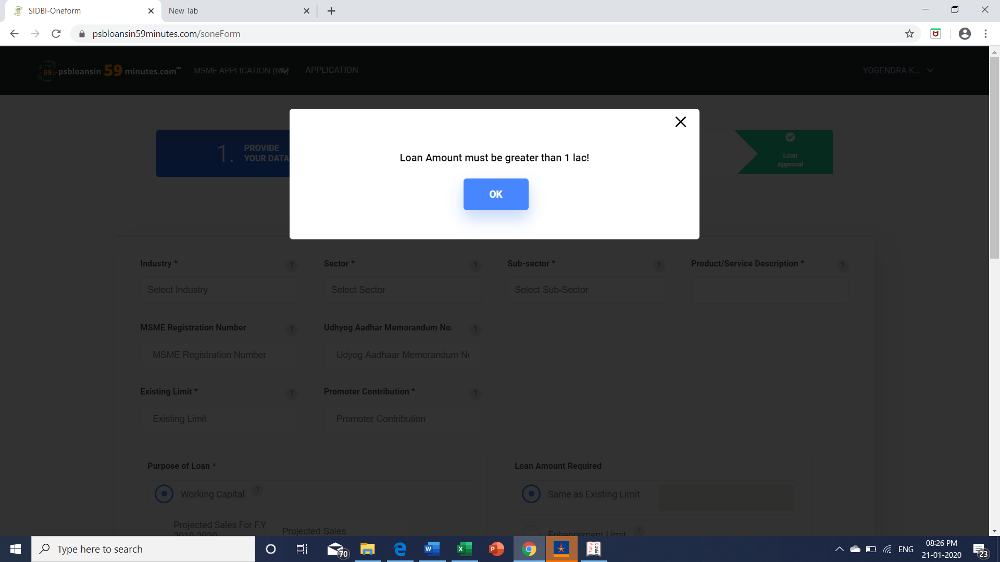 SIDBI-Oneform
New Tab
psbloansin59minutes.com/soneForm
psbloansin 59 minutes.com™
MSME APPLICATION (NN)
APPLICATION
YOGENDRA K...
Loan Amount must be greater than 1 lac!
OK
1.
PROVIDE
YOUR DATA
Loan
Approval
Industry *
?
Sector *
?
Sub-sector *
?
Product/Service Description *
?
Select Industry
Select Sector
Select Sub-Sector
MSME Registration Number
?
Udhyog Aadhar Memorandum No.
?
MSME Registration Number
Udyog Aadhaar Memorandum No
Existing Limit *
?
Promoter Contribution *
?
Existing Limit
Promoter Contribution
Purpose of Loan *
Loan Amount Required
Working Capital
?
Same as Existing Limit
Projected Sales For F.Y
2019-2020
Projected Sales
Enhancement Limit
?
Type here to search
70
ENG
08:26 PM
21-01-2020
23